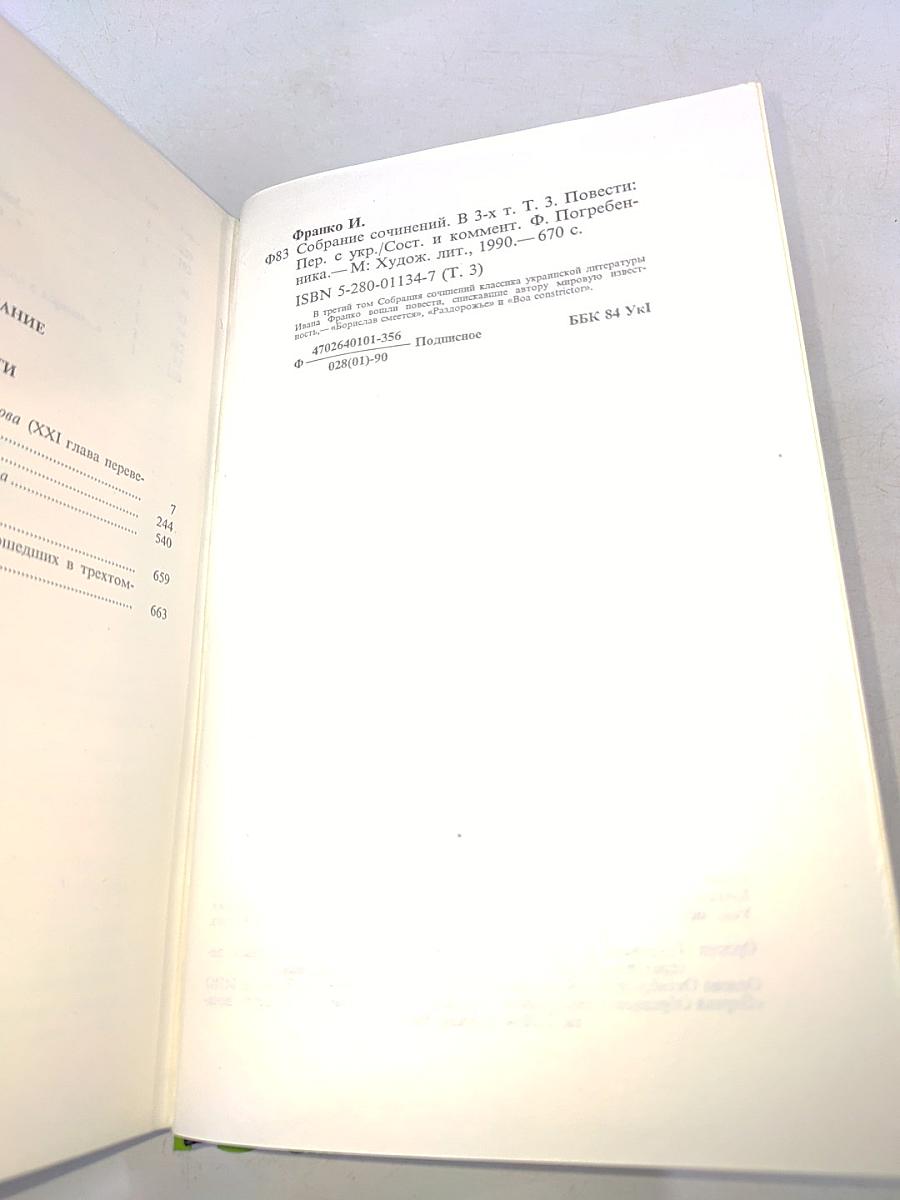 АНИЕ
ТИ
ова (XXI глава переве-
7
244
а
540
659
шедших в трехтом-
663
Франко И.
Ф83 Собрание сочинений. В 3-х т. Т. 3. Повести:
Пер. с укр./Сост. и коммент. Ф. Погребен-
ника.— М: Худож. лит., 1990.— 670 с.
ISBN 5-280-01134-7 (Т. 3)
В третий том Собрания сочинений классика украинской литературы
Ивана Франко вошли повести, снискавшие автору мировую извест-
ность,— «Борислав смеется», «Раздорожье» и «Boa constrictor».
Ф 4702640101-356 Подписное ББК 84 УкI
028(01)-90